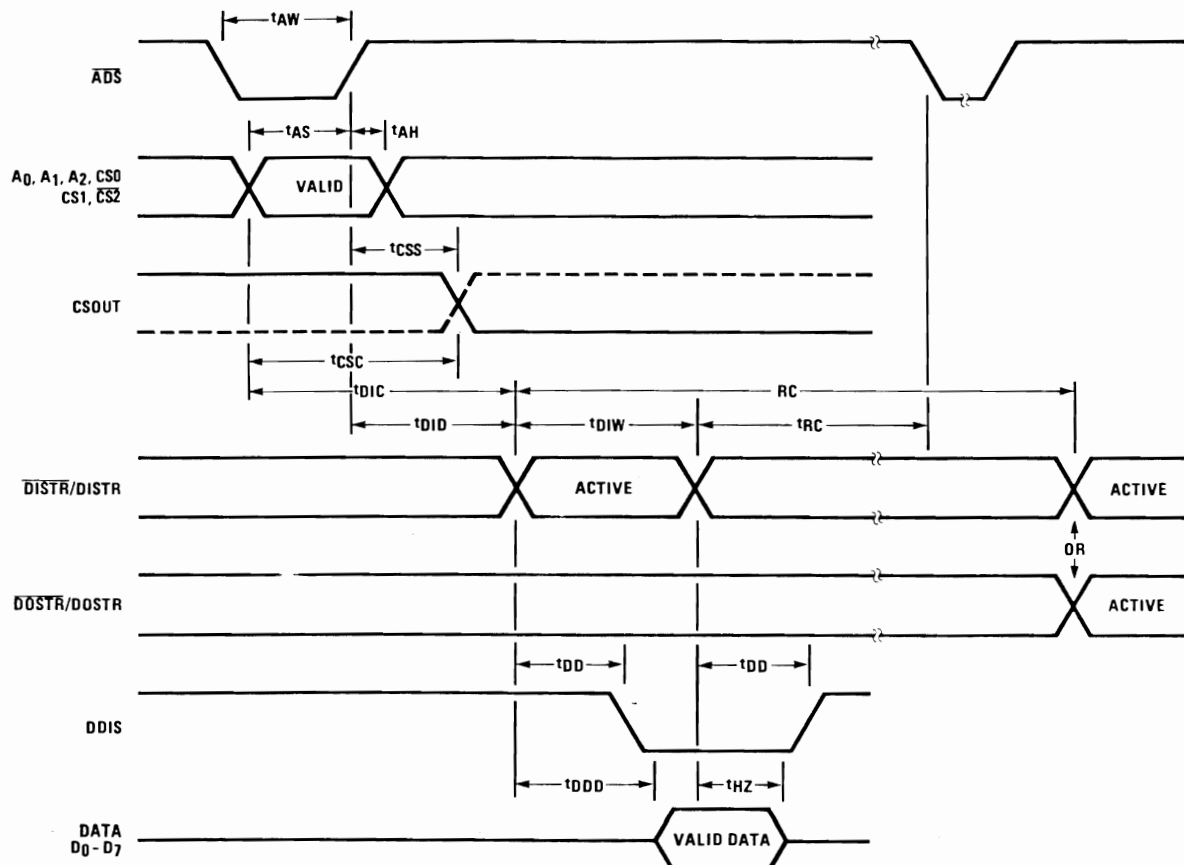 tAW
ADS
tAS
tAH
A0, A1, A2, CS0
CS1, CS2
VALID
tCSS
CSOUT
tCSC
tDIC
RC
tDID
tDIW
tRC
DISTR/DISTR
ACTIVE
ACTIVE
OR
DOSTR/DOSTR
ACTIVE
tDD
tDD
DDIS
tDDD
tHZ
DATA
D0 - D7
VALID DATA